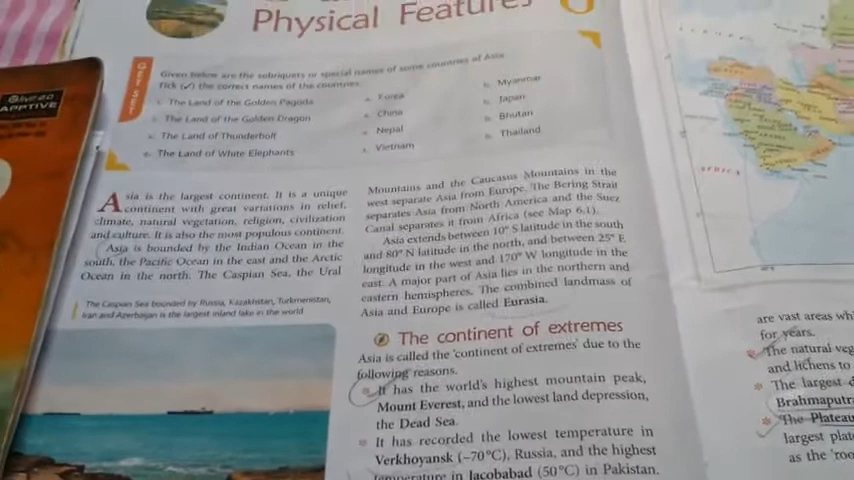 Physical Features
GET SET
Given below are the sobriquets or special names of some countries of Asia.
Tick (✓) the correct names of the countries.
The Land of the Golden Pagoda a. Korea b. Myanmar
The Land of the Golden Dragon a. China b. Japan
The Land of Thunderbolt a. Nepal b. Bhutan
The Land of White Elephants a. Vietnam b. Thailand
Asia is the largest continent. It is a unique
continent with great variations in relief,
climate, natural vegetation, religion, civilization
and culture. It is also the most populous continent.
Asia is bounded by the Indian Ocean in the
south, the Pacific Ocean in the east and the Arctic
Ocean in the north. The Caspian Sea, the Ural
The Caspian Sea bounded by Russia, Kazakhstan, Turkmenistan,
Iran and Azerbaijan is the largest inland lake in the world
Mountains and the Caucasus Mountains in the
west separate Asia from Europe. The Bering Strait
separates Asia from North America and the Suez
Canal separates it from Africa (see Map 6.1).
Asia extends between 10° S latitude in the south
and 80° N latitude in the north, and between 25° E
longitude in the west and 170° W longitude in the
east. A major part of Asia lies in the northern and
eastern hemispheres. The combined landmass of
Asia and Europe is called Eurasia.
The continent of extremes
Asia is called the 'continent of extremes' due to the
following reasons.
It has the world's highest mountain peak,
Mount Everest, and the lowest land depression,
the Dead Sea.
It has recorded the lowest temperature in
Verkhoyansk (–70°C), Russia, and the highest
temperature in Jacobabad (50°C) in Pakistan.
AFRICA
are vast areas wh
for years.
The natural veg
and lichens to
The largest d
Brahmaputr
The Plateau
largest plat
as the 'roo